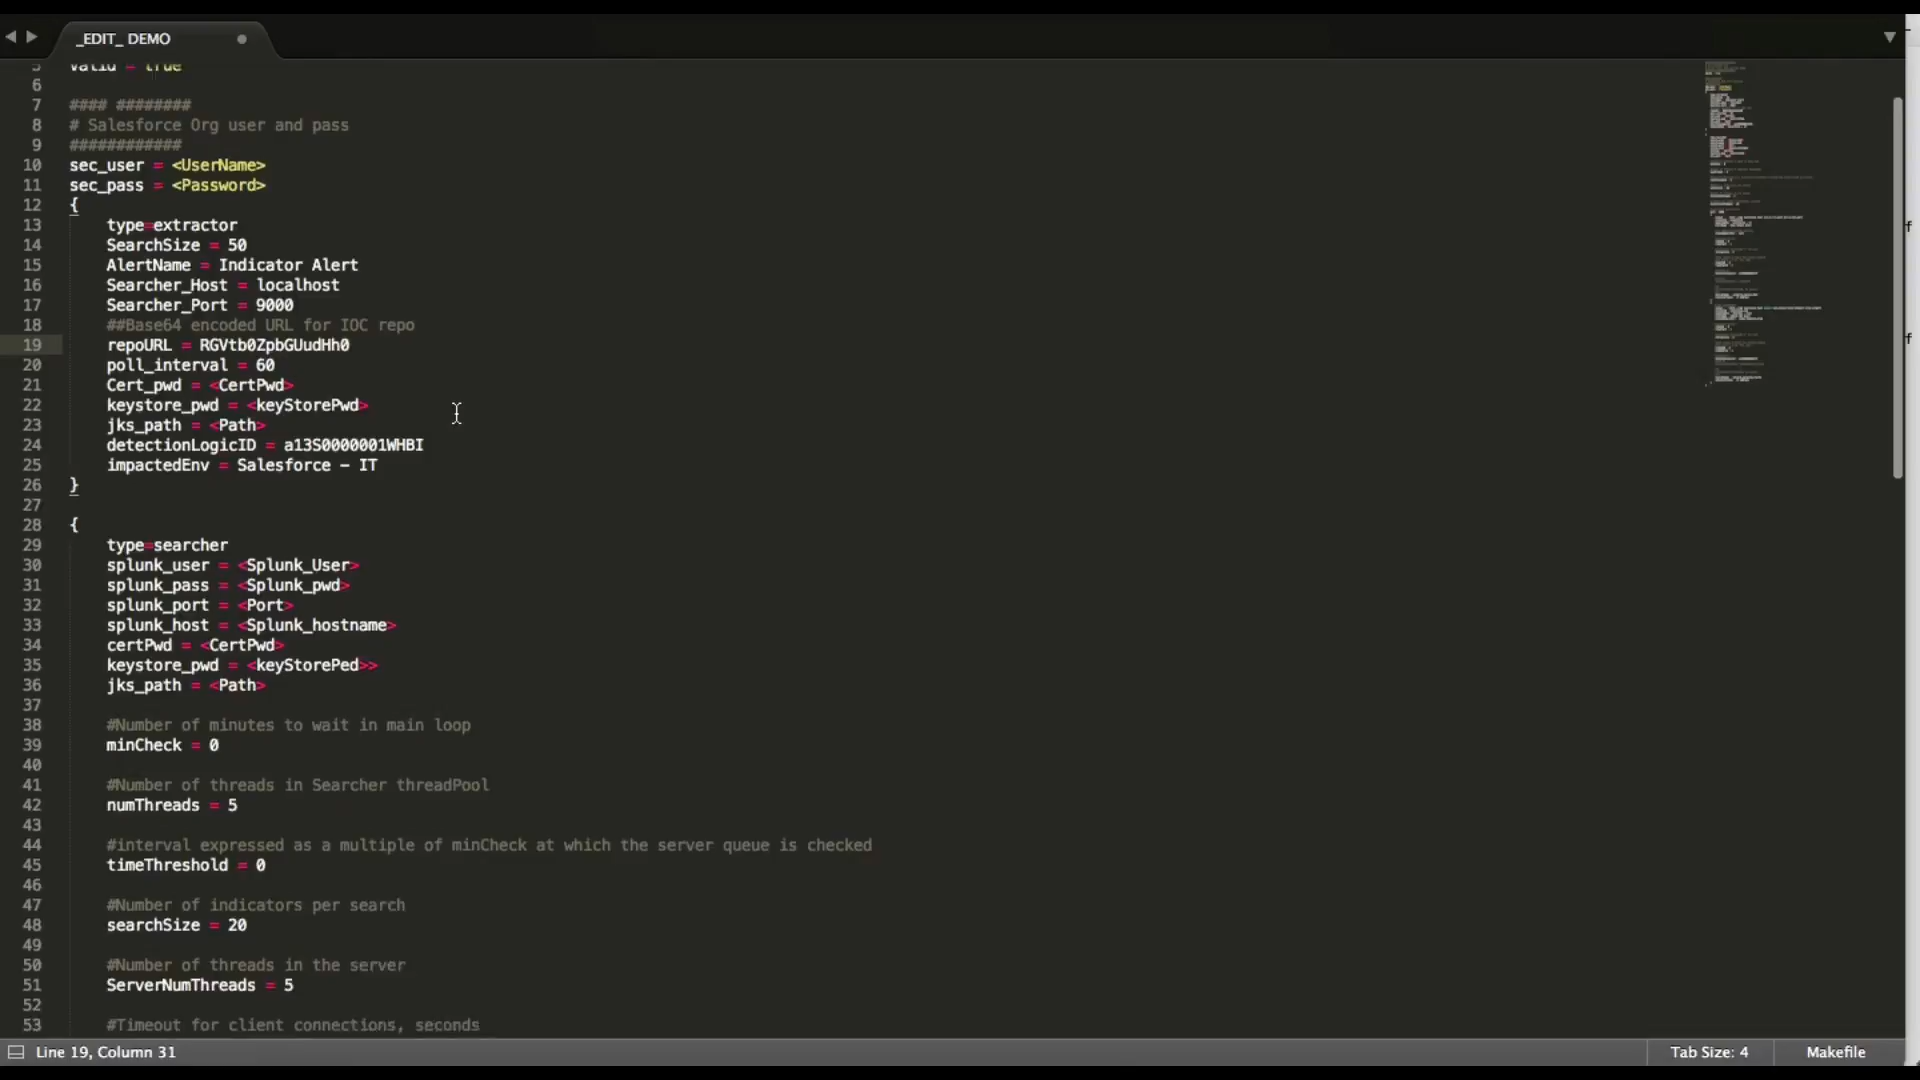 _EDIT_ DEMO
5 valid = true
6
7 #### ########
8 # Salesforce Org user and pass
9 ############
10 sec_user = <UserName>
11 sec_pass = <Password>
12 {
13 type=extractor
14 SearchSize = 50
15 AlertName = Indicator Alert
16 Searcher_Host = localhost
17 Searcher_Port = 9000
18 ##Base64 encoded URL for IOC repo
19 repoURL = RGVtb0ZpbGUudHh0
20 poll_interval = 60
21 Cert_pwd = <CertPwd>
22 keystore_pwd = <keyStorePwd>
23 jks_path = <Path>
24 detectionLogicID = a13S0000001WHBI
25 impactedEnv = Salesforce – IT
26 }
27
28 {
29 type=searcher
30 splunk_user = <Splunk_User>
31 splunk_pass = <Splunk_pwd>
32 splunk_port = <Port>
33 splunk_host = <Splunk_hostname>
34 certPwd = <CertPwd>
35 keystore_pwd = <keyStorePed>>
36 jks_path = <Path>
37
38 #Number of minutes to wait in main loop
39 minCheck = 0
40
41 #Number of threads in Searcher threadPool
42 numThreads = 5
43
44 #interval expressed as a multiple of minCheck at which the server queue is checked
45 timeThreshold = 0
46
47 #Number of indicators per search
48 searchSize = 20
49
50 #Number of threads in the server
51 ServerNumThreads = 5
52
53 #Timeout for client connections, seconds
Line 19, Column 31
Tab Size: 4
Makefile